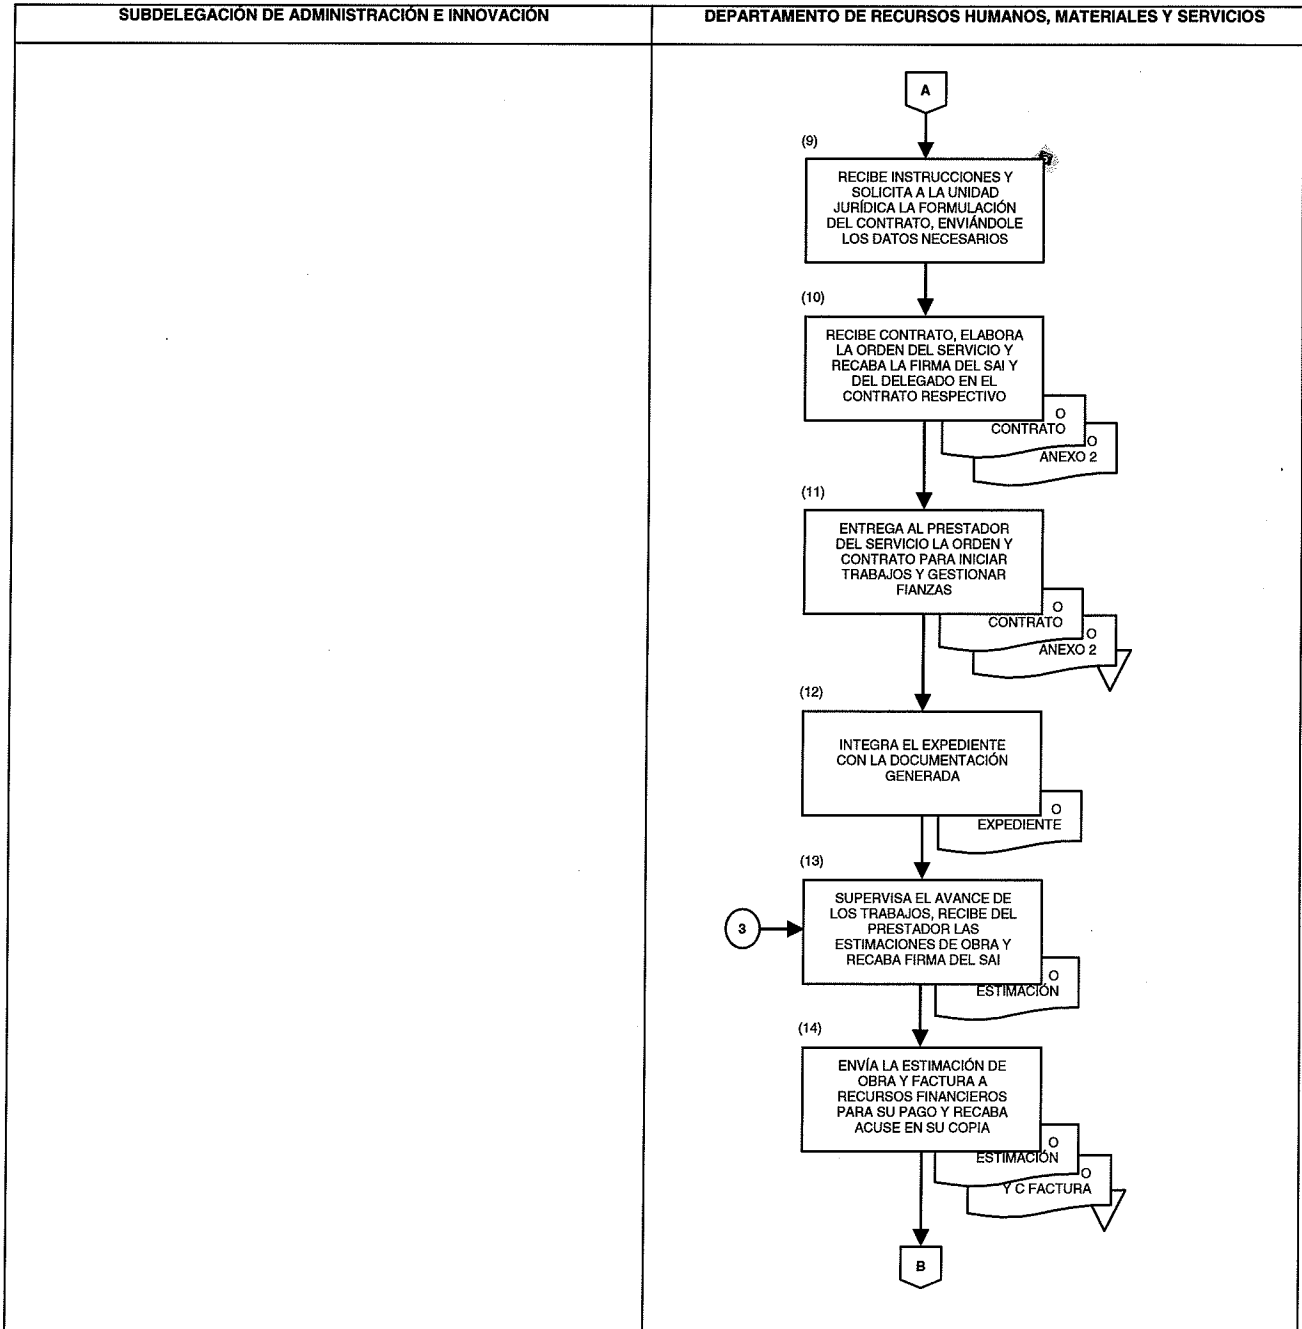 SUBDELEGACIÓN DE ADMINISTRACIÓN E INNOVACIÓN
DEPARTAMENTO DE RECURSOS HUMANOS, MATERIALES Y SERVICIOS
A
(9)
RECIBE INSTRUCCIONES Y
SOLICITA A LA UNIDAD
JURÍDICA LA FORMULACIÓN
DEL CONTRATO, ENVIÁNDOLE
LOS DATOS NECESARIOS
(10)
RECIBE CONTRATO, ELABORA
LA ORDEN DEL SERVICIO Y
RECABA LA FIRMA DEL SAI Y
DEL DELEGADO EN EL
CONTRATO RESPECTIVO
O
CONTRATO
O
ANEXO 2
(11)
ENTREGA AL PRESTADOR
DEL SERVICIO LA ORDEN Y
CONTRATO PARA INICIAR
TRABAJOS Y GESTIONAR
FIANZAS
O
CONTRATO
O
ANEXO 2
(12)
INTEGRA EL EXPEDIENTE
CON LA DOCUMENTACIÓN
GENERADA
O
EXPEDIENTE
(13)
SUPERVISA EL AVANCE DE
LOS TRABAJOS, RECIBE DEL
PRESTADOR LAS
ESTIMACIONES DE OBRA Y
RECABA FIRMA DEL SAI
3
O
ESTIMACIÓN
(14)
ENVÍA LA ESTIMACIÓN DE
OBRA Y FACTURA A
RECURSOS FINANCIEROS
PARA SU PAGO Y RECABA
ACUSE EN SU COPIA
O
ESTIMACIÓN
O
Y C FACTURA
B